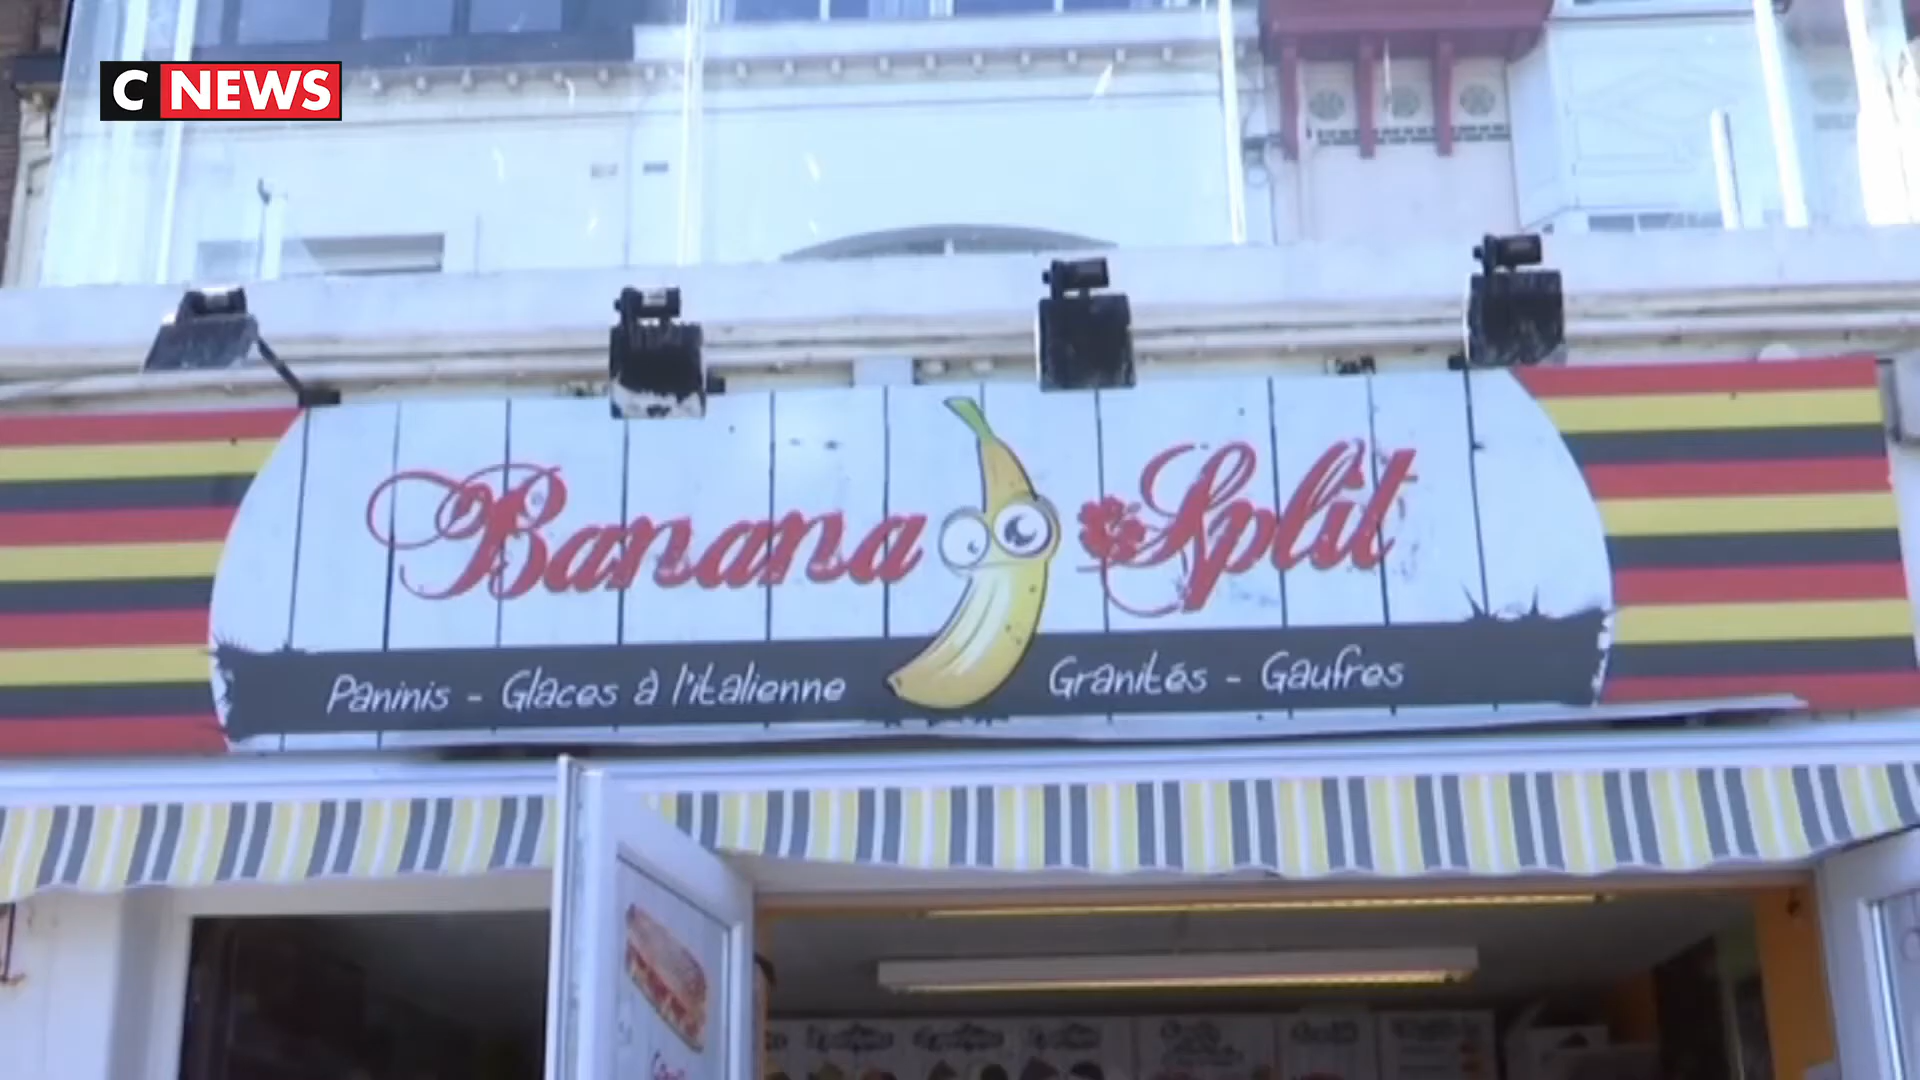 CNEWS
Banana Split
Paninis - Glaces à l'italienne Granités - Gaufres